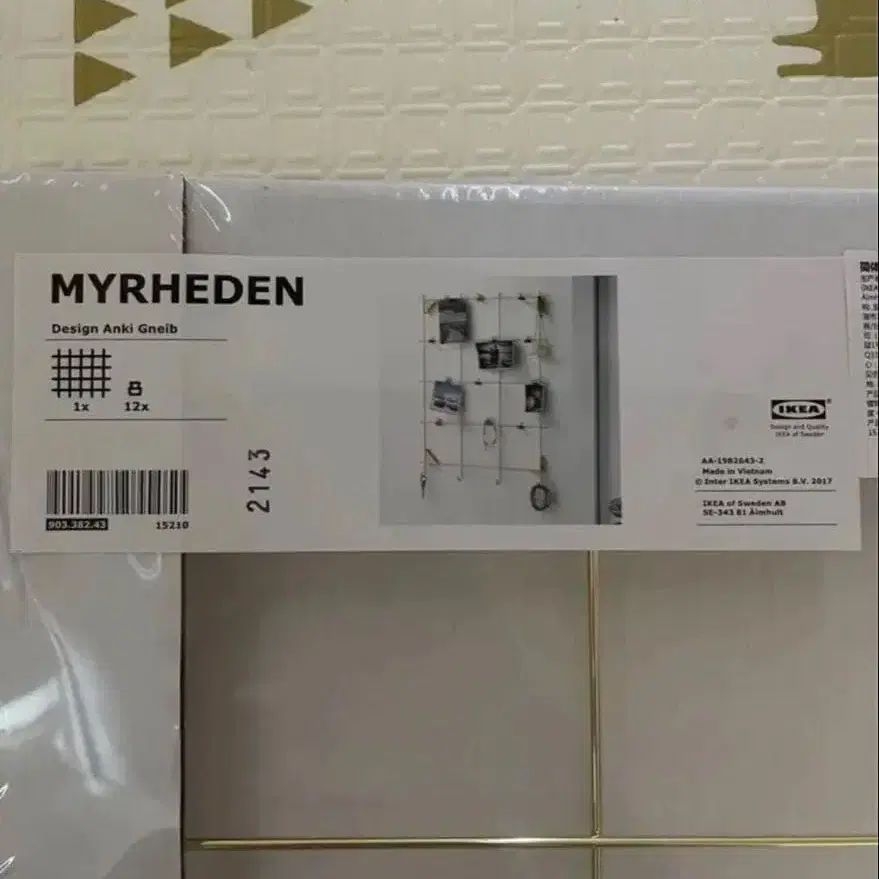 MYRHEDEN
Design Anki Gneib
1x 12x
903.382.43 15210
2143
IKEA®
Design and Quality
IKEA of Sweden
AA-1982643-2
Made in Vietnam
© Inter IKEA Systems B.V. 2017
IKEA of Sweden AB
SE-343 81 Älmhult